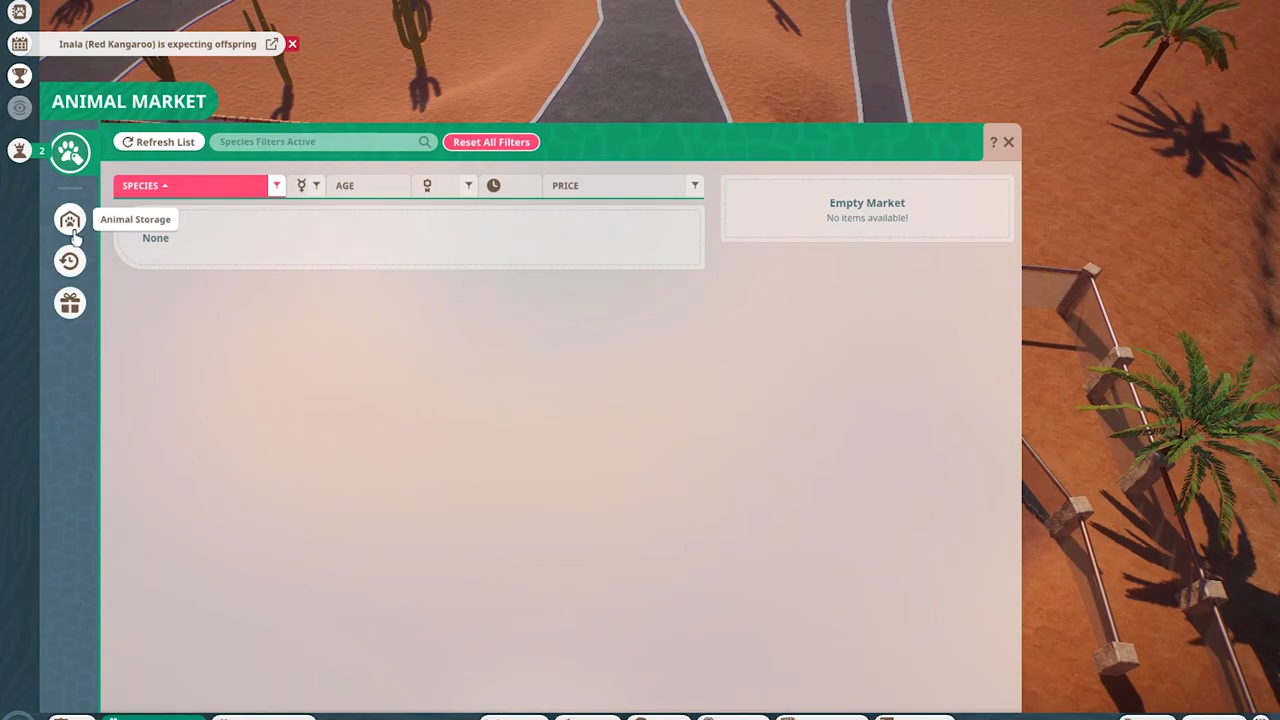 Inala (Red Kangaroo) is expecting offspring
ANIMAL MARKET
Refresh List
Species Filters Active
Reset All Filters
?
2
SPECIES
AGE
PRICE
Empty Market
No items available!
Animal Storage
None